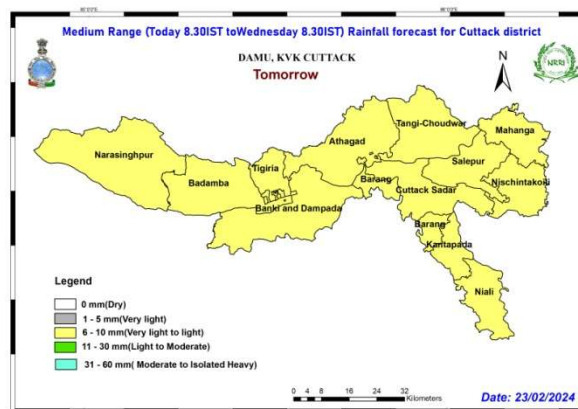 Medium Range (Today 8.30IST toWednesday 8.30IST) Rainfall forecast for Cuttack district
DAMU, KVK CUTTACK
Tomorrow
N
NRRI
Tangi-Choudwar
Mahanga
Athagad
Narasinghpur
Salepur
Tigiria
Badamba
Barang
Nischintakoili
Cuttack Sadar
Banki and Dampada
Barang
Kantapada
Niali
Legend
0 mm(Dry)
1 - 5 mm(Very light)
6 - 10 mm(Very light to light)
11 - 30 mm(Light to Moderate)
31 - 60 mm( Moderate to Isolated Heavy)
0 4 8 16 24 32
Kilometers
Date: 23/02/2024